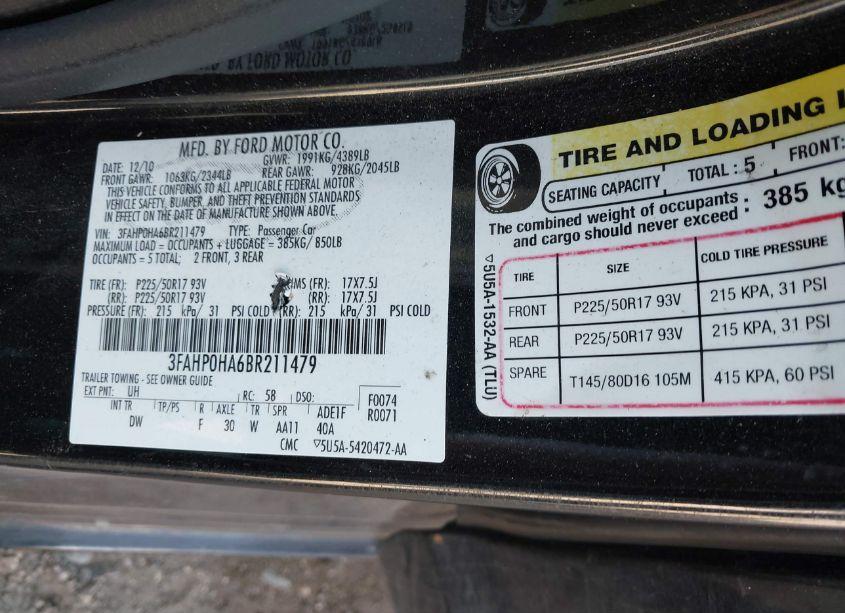 MFD. BY FORD MOTOR CO.
DATE: 12/10 GVWR: 1991KG/4389LB
FRONT GAWR: 1063KG/2344LB REAR GAWR: 928KG/2045LB
THIS VEHICLE CONFORMS TO ALL APPLICABLE FEDERAL MOTOR
VEHICLE SAFETY, BUMPER, AND THEFT PREVENTION STANDARDS
IN EFFECT ON THE DATE OF MANUFACTURE SHOWN ABOVE.
VIN: 3FAHP0HA6BR211479 TYPE: Passenger Car
MAXIMUM LOAD = OCCUPANTS + LUGGAGE = 385KG/ 850LB
OCCUPANTS = 5 TOTAL; 2 FRONT, 3 REAR
TIRE (FR): P225/50R17 93V (FR): 17X7.5J
(RR): P225/50R17 93V (RR): 17X7.5J
PRESSURE (FR): 215 kPa/ 31 PSI COLD (RR): 215 kPa/ 31 PSI COLD
3FAHP0HA6BR211479
TRAILER TOWING - SEE OWNER GUIDE
EXT PNT: UH RC: 58 DSO: F0074
INT TR TP/PS R AXLE TR SPR ADE1F R0071
DW F 30 W AA11 40A
CMC ▽5U5A-5420472-AA
TIRE AND LOADING
SEATING CAPACITY TOTAL : 5 FRONT:
The combined weight of occupants
and cargo should never exceed : 385 kg
TIRE SIZE COLD TIRE PRESSURE
FRONT P225/50R17 93V 215 KPA, 31 PSI
REAR P225/50R17 93V 215 KPA, 31 PSI
SPARE T145/80D16 105M 415 KPA, 60 PSI
▽5U5A-1532-AA (TLU)